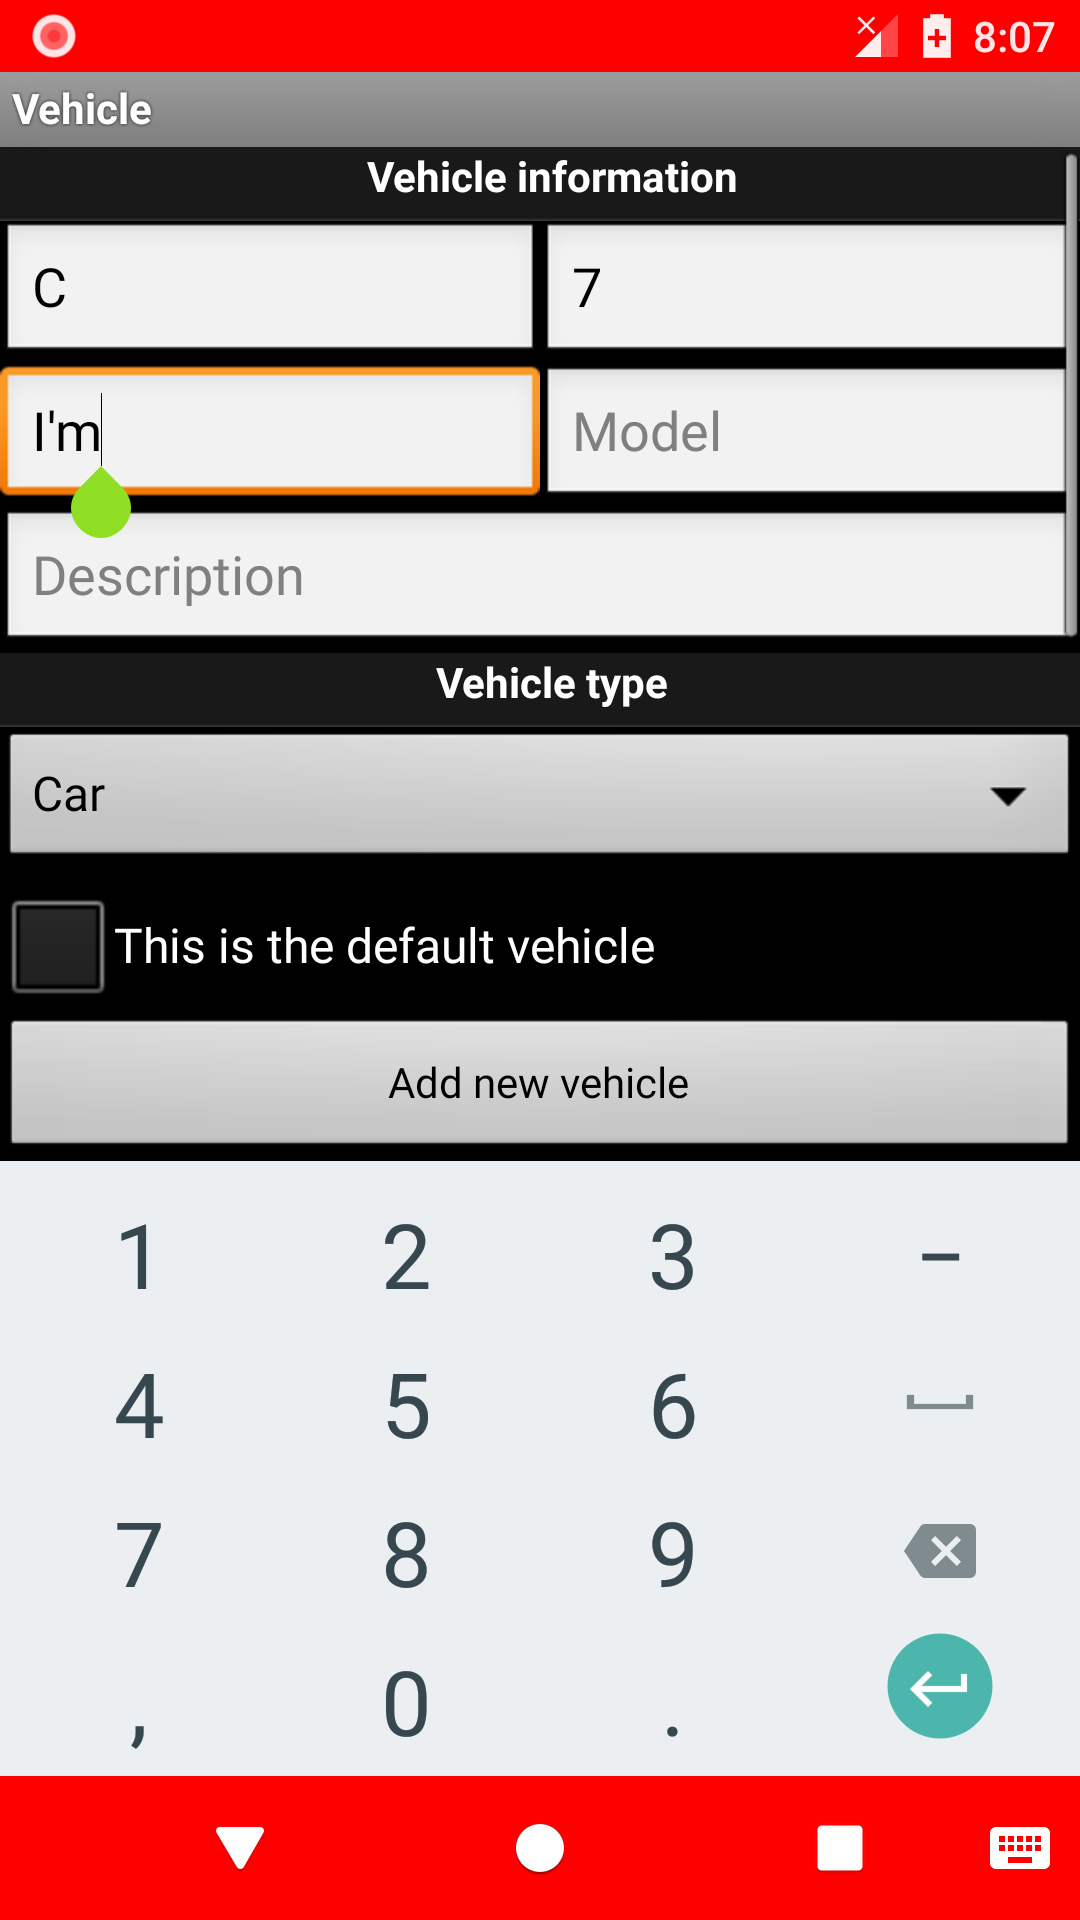 8:07
Vehicle
Vehicle information
C 7
I'm Model
Description
Vehicle type
Car
This is the default vehicle
Add new vehicle
1 2 3 –
4 5 6
7 8 9
, 0 .